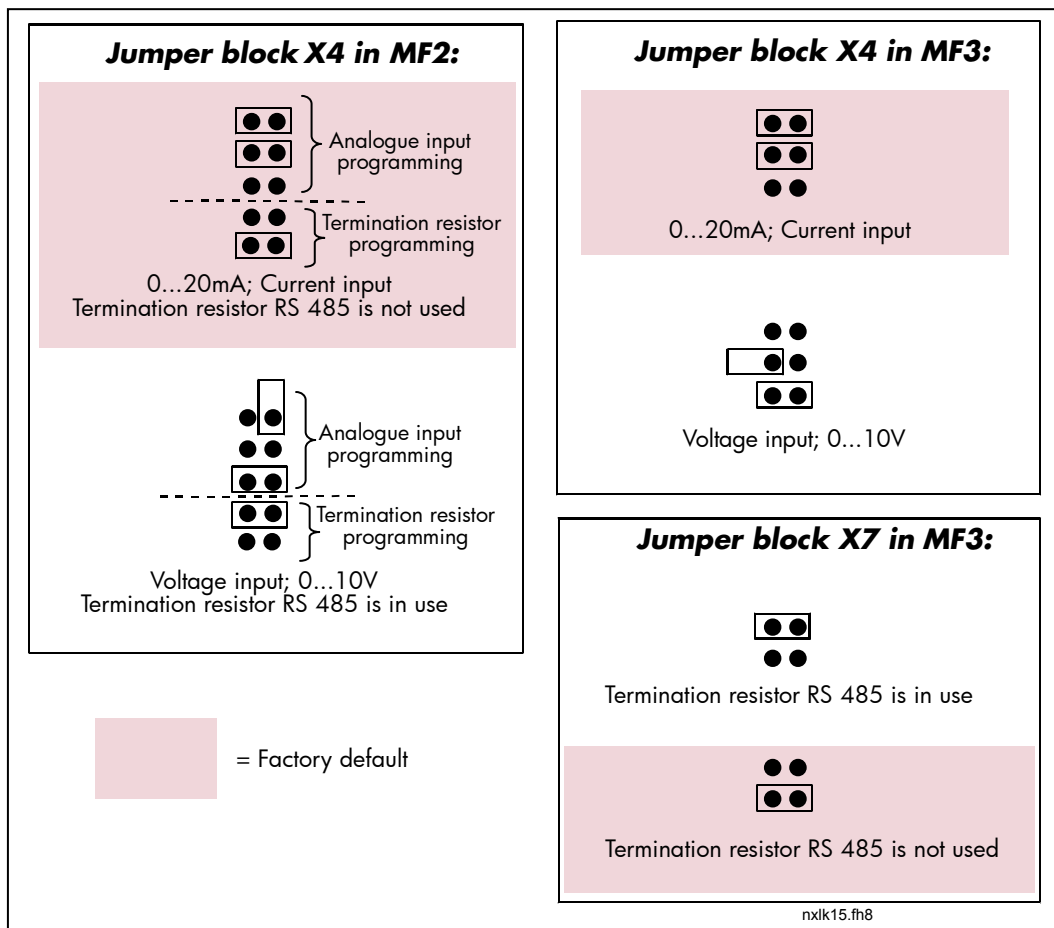 Jumper block X4 in MF2:
Analogue input
programming
Termination resistor
programming
0...20mA; Current input
Termination resistor RS 485 is not used
Analogue input
programming
Termination resistor
programming
Voltage input; 0...10V
Termination resistor RS 485 is in use
= Factory default
Jumper block X4 in MF3:
0...20mA; Current input
Voltage input; 0...10V
Jumper block X7 in MF3:
Termination resistor RS 485 is in use
Termination resistor RS 485 is not used
nxlk15.fh8